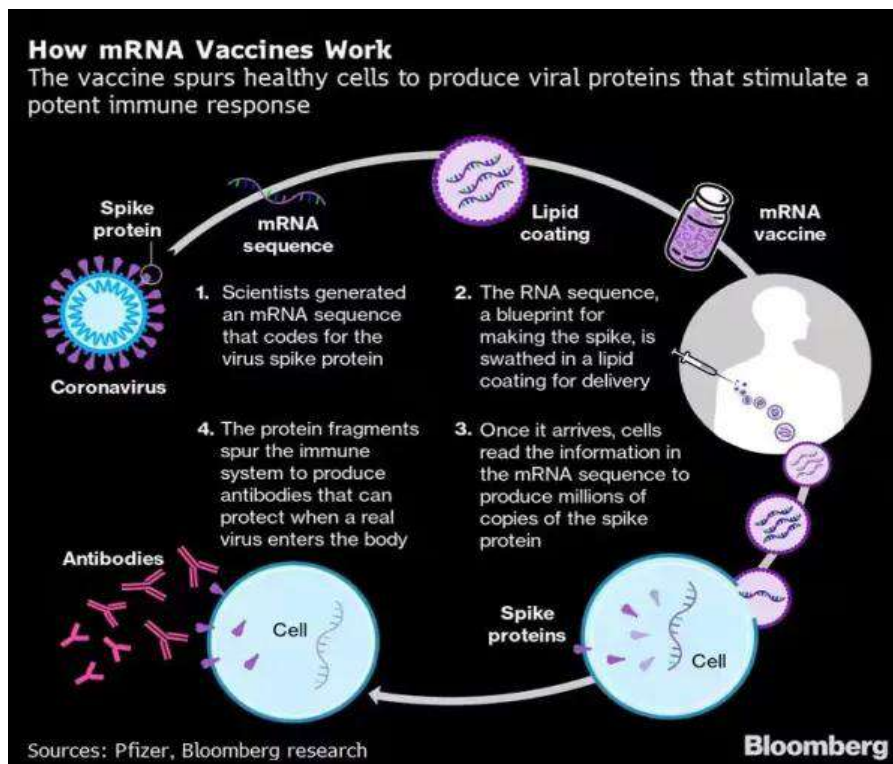 How mRNA Vaccines Work
The vaccine spurs healthy cells to produce viral proteins that stimulate a
potent immune response
Spike
protein
mRNA
sequence
Lipid
coating
mRNA
vaccine
Coronavirus
1. Scientists generated
an mRNA sequence
that codes for the
virus spike protein
2. The RNA sequence,
a blueprint for
making the spike, is
swathed in a lipid
coating for delivery
3. Once it arrives, cells
read the information in
the mRNA sequence to
produce millions of
copies of the spike
protein
4. The protein fragments
spur the immune
system to produce
antibodies that can
protect when a real
virus enters the body
Spike
proteins
Cell
Antibodies
Cell
Sources: Pfizer, Bloomberg research
Bloomberg